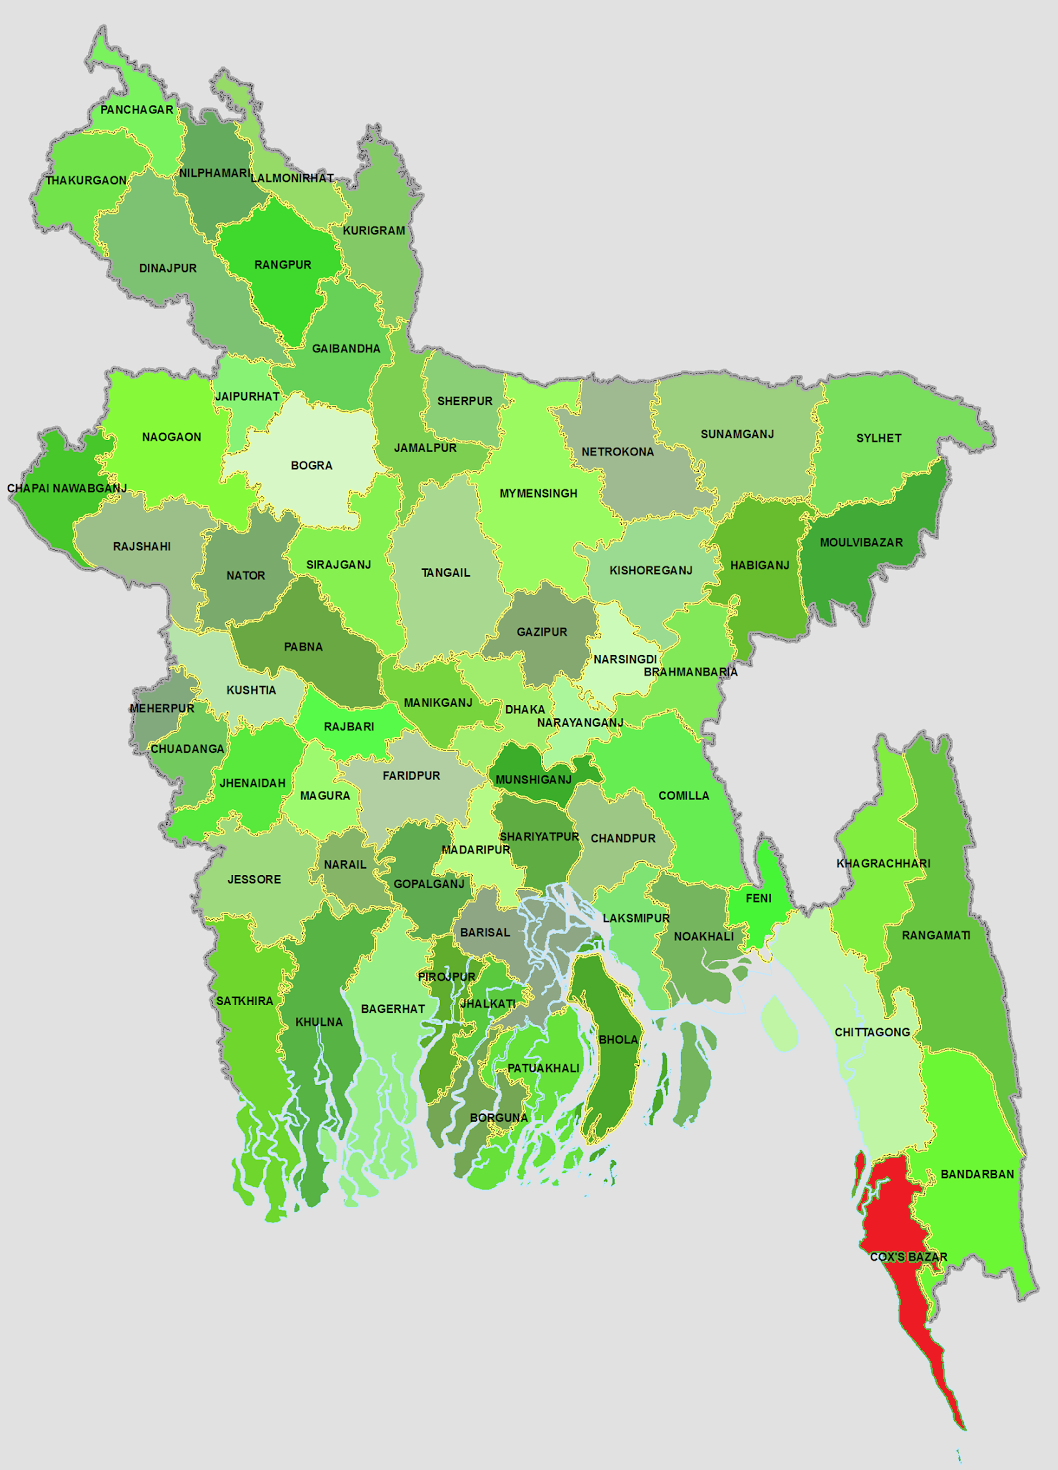 PANCHAGAR
THAKURGAON
NILPHAMARI
LALMONIRHAT
KURIGRAM
DINAJPUR
RANGPUR
GAIBANDHA
JAIPURHAT
SHERPUR
NAOGAON
BOGRA
JAMALPUR
NETROKONA
SUNAMGANJ
SYLHET
CHAPAI NAWABGANJ
MYMENSINGH
RAJSHAHI
NATOR
SIRAJGANJ
TANGAIL
KISHOREGANJ
HABIGANJ
MOULVIBAZAR
PABNA
GAZIPUR
NARSINGDI
BRAHMANBARIA
KUSHTIA
MEHERPUR
MANIKGANJ
DHAKA
NARAYANGANJ
RAJBARI
CHUADANGA
JHENAIDAH
MAGURA
FARIDPUR
MUNSHIGANJ
COMILLA
SHARIYATPUR
CHANDPUR
MADARIPUR
NARAIL
JESSORE
GOPALGANJ
KHAGRACHHARI
FENI
LAKSMIPUR
NOAKHALI
BARISAL
RANGAMATI
PIROJPUR
JHALKATI
SATKHIRA
KHULNA
BAGERHAT
BHOLA
CHITTAGONG
PATUAKHALI
BORGUNA
BANDARBAN
COX'S BAZAR